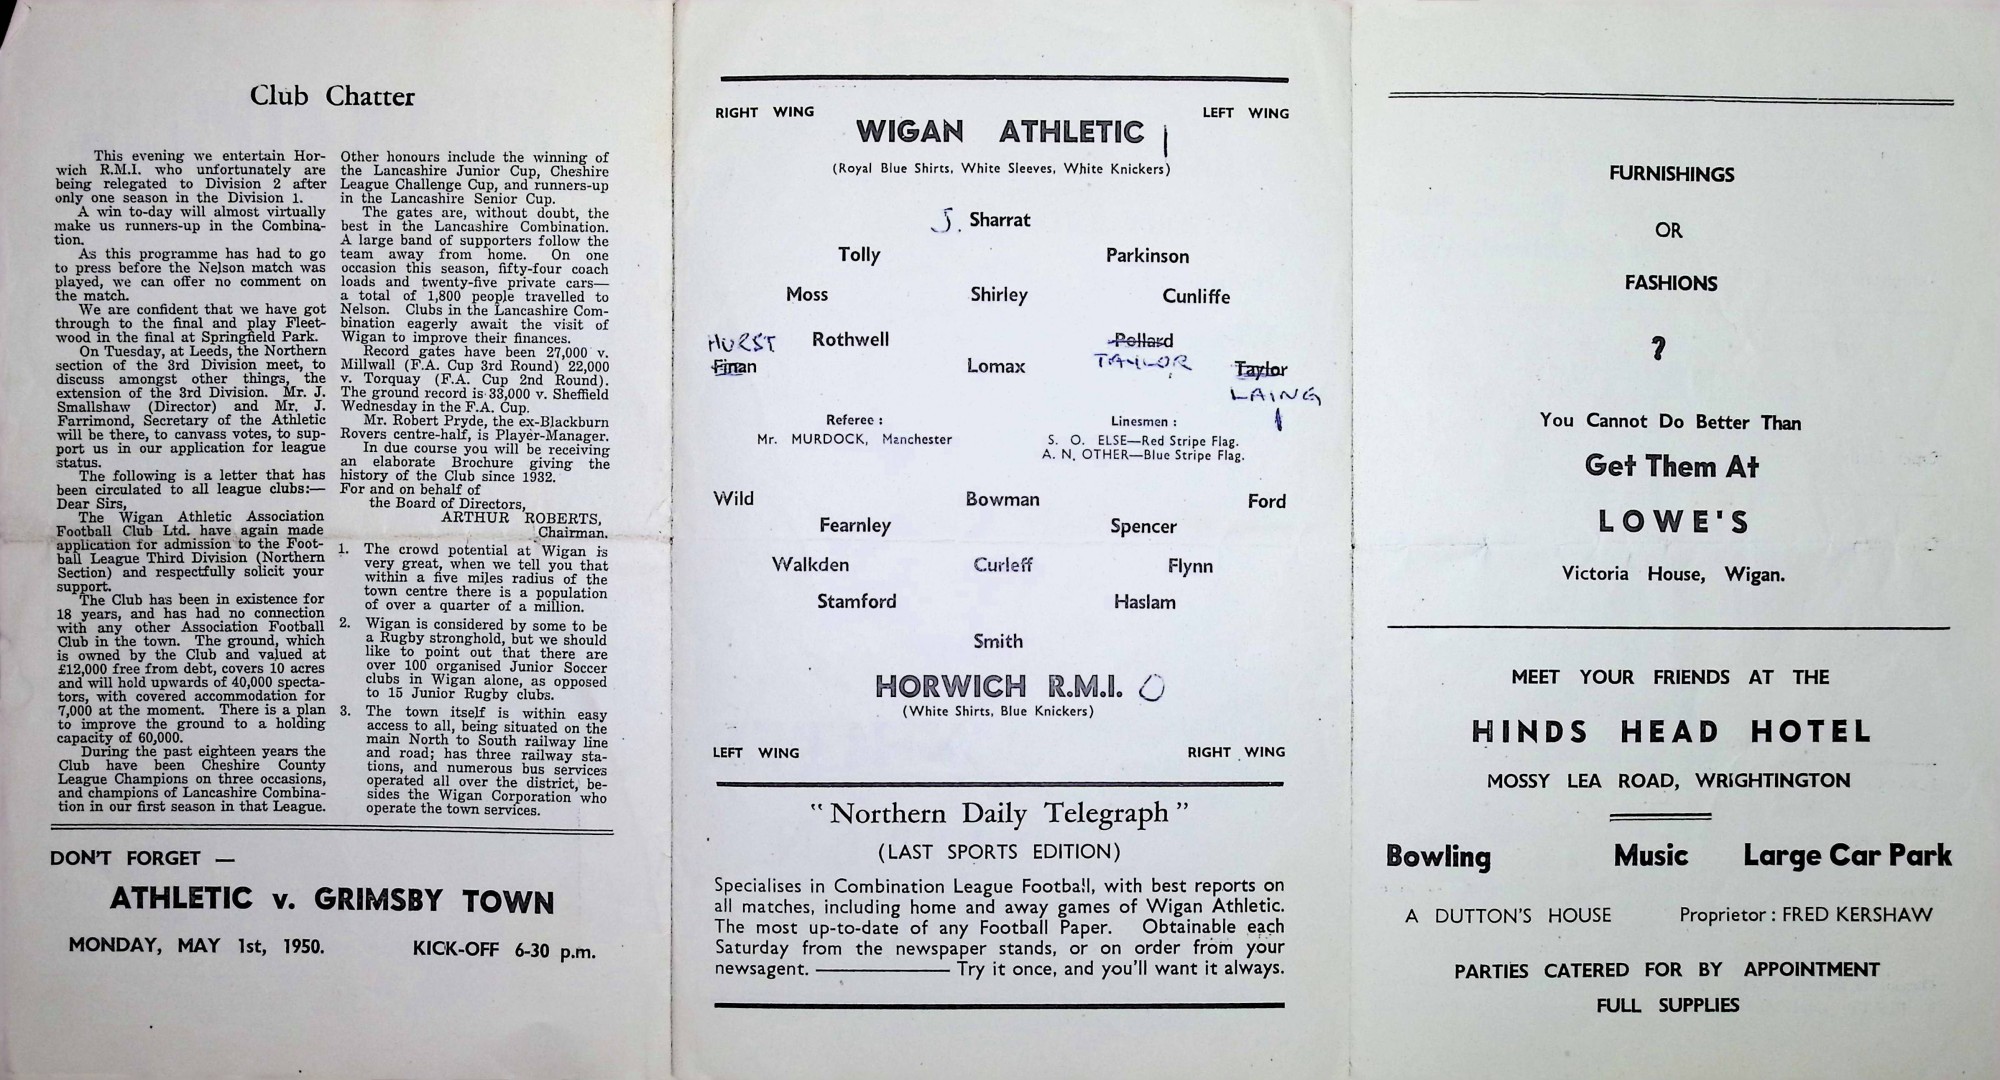 Club Chatter
This evening we entertain Hor-
wich R.M.I. who unfortunately are
being relegated to Division 2 after
only one season in the Division 1.
A win to-day will almost virtually
make us runners-up in the Combina-
tion.
As this programme has had to go
to press before the Nelson match was
played, we can offer no comment on
the match.
We are confident that we have got
through to the final and play Fleet-
wood in the final at Springfield Park.
On Tuesday, at Leeds, the Northern
section of the 3rd Division meet, to
discuss amongst other things, the
extension of the 3rd Division. Mr. J.
Smallshaw (Director) and Mr. J.
Farrimond, Secretary of the Athletic
will be there, to canvass votes, to sup-
port us in our application for league
status.
The following is a letter that has
been circulated to all league clubs:—
Dear Sirs,
The Wigan Athletic Association
Football Club Ltd. have again made
application for admission to the Foot-
ball League Third Division (Northern
Section) and respectfully solicit your
support.
The Club has been in existence for
18 years, and has had no connection
with any other Association Football
Club in the town. The ground, which
is owned by the Club and valued at
£12,000 free from debt, covers 10 acres
and will hold upwards of 40,000 specta-
tors, with covered accommodation for
7,000 at the moment. There is a plan
to improve the ground to a holding
capacity of 60,000.
During the past eighteen years the
Club have been Cheshire County
League Champions on three occasions,
and champions of Lancashire Combina-
tion in our first season in that League.
Other honours include the winning of
the Lancashire Junior Cup, Cheshire
League Challenge Cup, and runners-up
in the Lancashire Senior Cup.
The gates are, without doubt, the
best in the Lancashire Combination.
A large band of supporters follow the
team away from home. On one
occasion this season, fifty-four coach
loads and twenty-five private cars—
a total of 1,800 people travelled to
Nelson. Clubs in the Lancashire Com-
bination eagerly await the visit of
Wigan to improve their finances.
Record gates have been 27,000 v.
Millwall (F.A. Cup 3rd Round) 22,000
v. Torquay (F.A. Cup 2nd Round).
The ground record is 33,000 v. Sheffield
Wednesday in the F.A. Cup.
Mr. Robert Pryde, the ex-Blackburn
Rovers centre-half, is Player-Manager.
In due course you will be receiving
an elaborate Brochure giving the
history of the Club since 1932.
For and on behalf of
the Board of Directors,
ARTHUR ROBERTS,
Chairman.
1. The crowd potential at Wigan is
very great, when we tell you that
within a five miles radius of the
town centre there is a population
of over a quarter of a million.
2. Wigan is considered by some to be
a Rugby stronghold, but we should
like to point out that there are
over 100 organised Junior Soccer
clubs in Wigan alone, as opposed
to 15 Junior Rugby clubs.
3. The town itself is within easy
access to all, being situated on the
main North to South railway line
and road; has three railway sta-
tions, and numerous bus services
operated all over the district, be-
sides the Wigan Corporation who
operate the town services.
DON'T FORGET —
ATHLETIC v. GRIMSBY TOWN
MONDAY, MAY 1st, 1950. KICK-OFF 6-30 p.m.
RIGHT WING LEFT WING
WIGAN ATHLETIC 1
(Royal Blue Shirts, White Sleeves, White Knickers)
J. Sharrat
Tolly Parkinson
Moss Shirley Cunliffe
HURST Rothwell Pollard
Finan Lomax TAYLOR Taylor
LAING
Referee : Linesmen :
Mr. MURDOCK, Manchester S. O. ELSE—Red Stripe Flag.
A. N. OTHER—Blue Stripe Flag.
Wild Bowman Ford
Fearnley Spencer
Walkden Curleff Flynn
Stamford Haslam
Smith
HORWICH R.M.I. 0
(White Shirts, Blue Knickers)
LEFT WING RIGHT WING
"Northern Daily Telegraph"
(LAST SPORTS EDITION)
Specialises in Combination League Football, with best reports on
all matches, including home and away games of Wigan Athletic.
The most up-to-date of any Football Paper. Obtainable each
Saturday from the newspaper stands, or on order from your
newsagent. ———— Try it once, and you'll want it always.
FURNISHINGS
OR
FASHIONS
?
You Cannot Do Better Than
Get Them At
LOWE'S
Victoria House, Wigan.
MEET YOUR FRIENDS AT THE
HINDS HEAD HOTEL
MOSSY LEA ROAD, WRIGHTINGTON
Bowling Music Large Car Park
A DUTTON'S HOUSE Proprietor : FRED KERSHAW
PARTIES CATERED FOR BY APPOINTMENT
FULL SUPPLIES